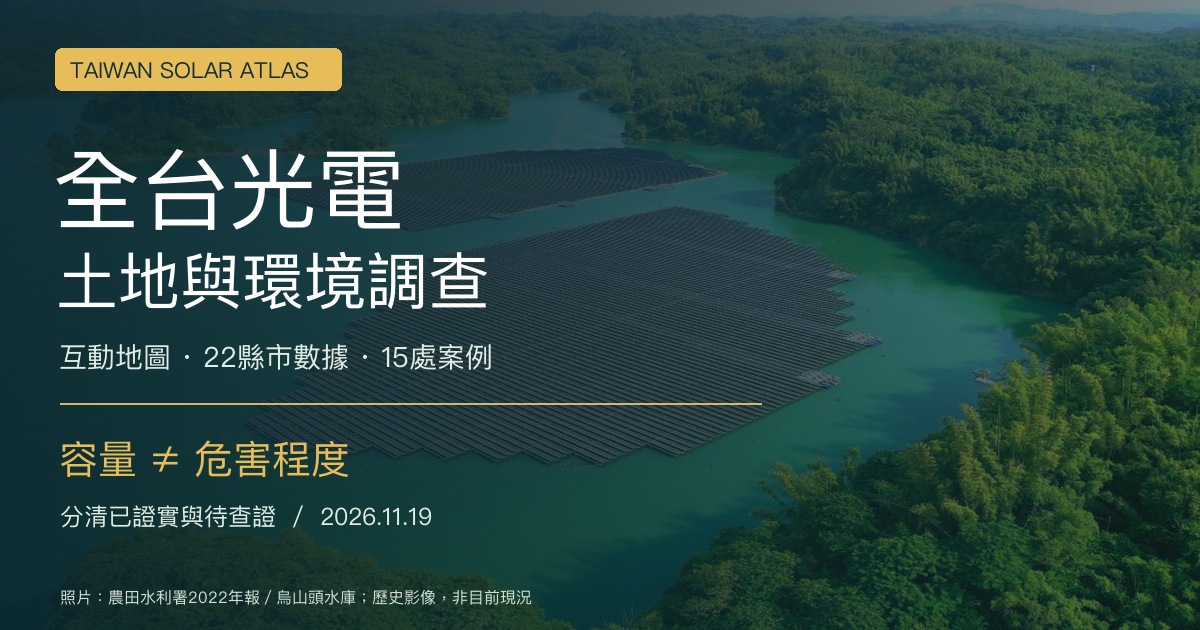 TAIWAN SOLAR ATLAS
全台光電
土地與環境調查
互動地圖 · 22縣市數據 · 15處案例
容量 ≠ 危害程度
分清已證實與待查證 / 2026.11.19
照片：農田水利署2022年報 / 烏山頭水庫；歷史影像，非目前現況